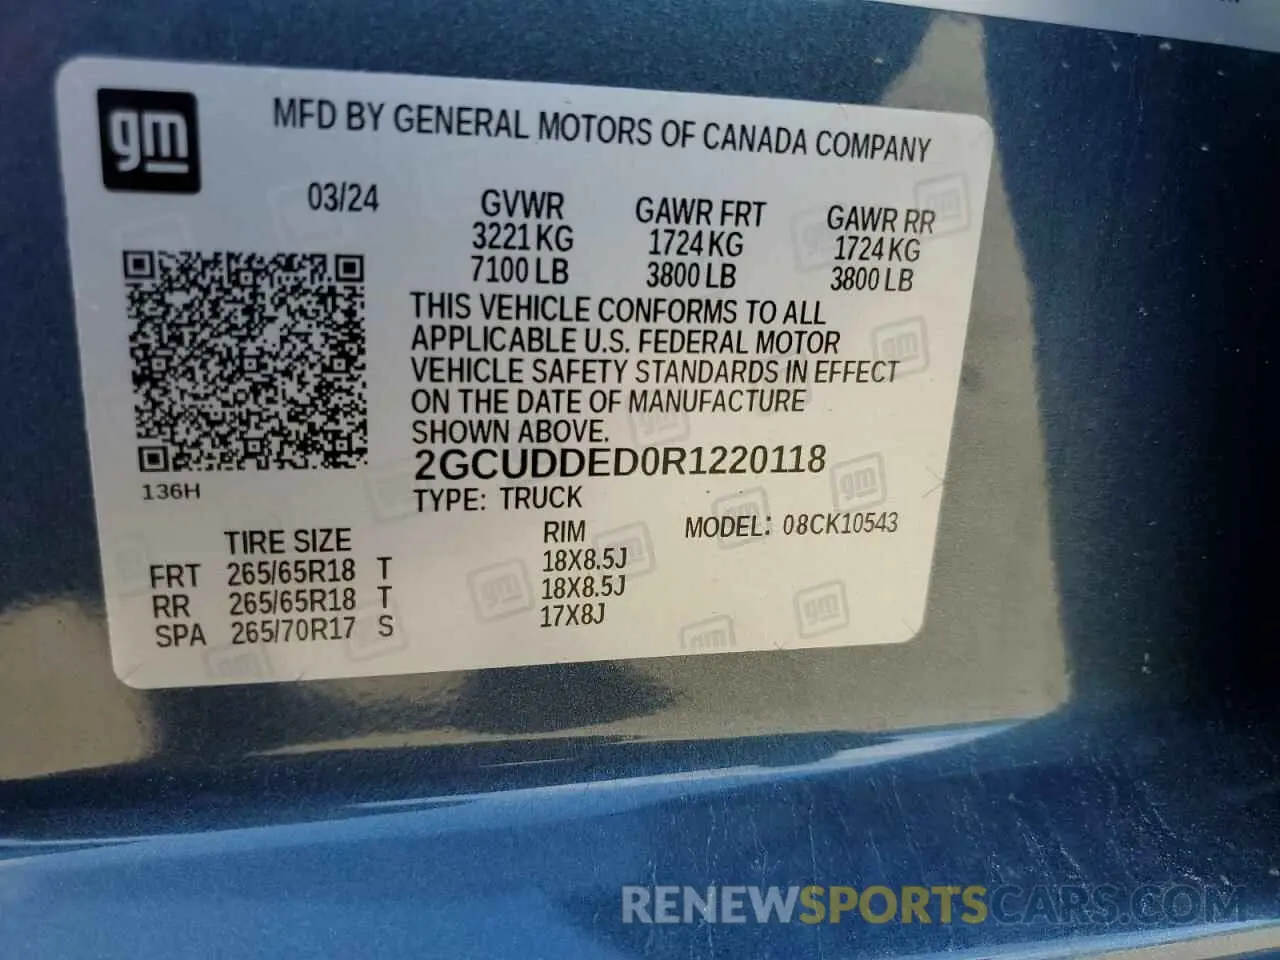 gm
MFD BY GENERAL MOTORS OF CANADA COMPANY
03/24
GVWR
3221 KG
7100 LB
GAWR FRT
1724 KG
3800 LB
GAWR RR
1724 KG
3800 LB
THIS VEHICLE CONFORMS TO ALL
APPLICABLE U.S. FEDERAL MOTOR
VEHICLE SAFETY STANDARDS IN EFFECT
ON THE DATE OF MANUFACTURE
SHOWN ABOVE.
2GCUDDED0R1220118
136H
TYPE: TRUCK
MODEL: 08CK10543
TIRE SIZE RIM
FRT 265/65R18 T 18X8.5J
RR 265/65R18 T 18X8.5J
SPA 265/70R17 S 17X8J
RENEWSPORTSCARS.COM